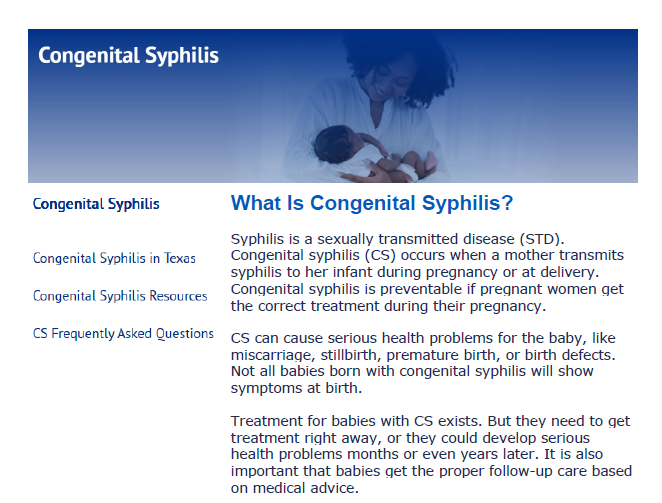 Congenital Syphilis
Congenital Syphilis
Congenital Syphilis in Texas
Congenital Syphilis Resources
CS Frequently Asked Questions
What Is Congenital Syphilis?
Syphilis is a sexually transmitted disease (STD).
Congenital syphilis (CS) occurs when a mother transmits
syphilis to her infant during pregnancy or at delivery.
Congenital syphilis is preventable if pregnant women get
the correct treatment during their pregnancy.
CS can cause serious health problems for the baby, like
miscarriage, stillbirth, premature birth, or birth defects.
Not all babies born with congenital syphilis will show
symptoms at birth.
Treatment for babies with CS exists. But they need to get
treatment right away, or they could develop serious
health problems months or even years later. It is also
important that babies get the proper follow-up care based
on medical advice.